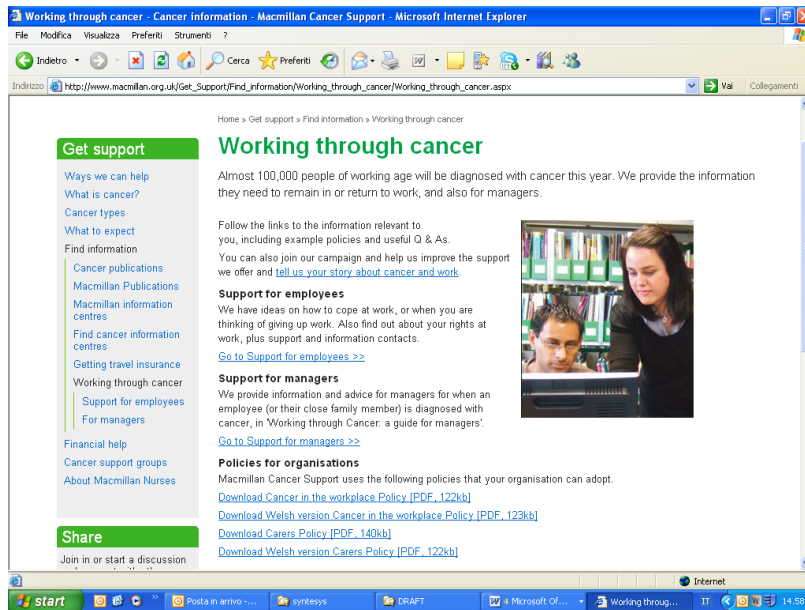 Working through cancer - Cancer information - Macmillan Cancer Support - Microsoft Internet Explorer
File Modifica Visualizza Preferiti Strumenti ?
Indietro Cerca Preferiti
Indirizzo http://www.macmillan.org.uk/Get_Support/Find_information/Working_through_cancer/Working_through_cancer.aspx Vai Collegamenti
Home » Get support » Find information » Working through cancer
Get support
Ways we can help
What is cancer?
Cancer types
What to expect
Find information
Cancer publications
Macmillan Publications
Macmillan information
centres
Find cancer information
centres
Getting travel insurance
Working through cancer
Support for employees
For managers
Financial help
Cancer support groups
About Macmillan Nurses
Share
Join in or start a discussion
Working through cancer
Almost 100,000 people of working age will be diagnosed with cancer this year. We provide the information
they need to remain in or return to work, and also for managers.
Follow the links to the information relevant to
you, including example policies and useful Q & As.
You can also join our campaign and help us improve the support
we offer and tell us your story about cancer and work.
Support for employees
We have ideas on how to cope at work, or when you are
thinking of giving up work. Also find out about your rights at
work, plus support and information contacts.
Go to Support for employees >>
Support for managers
We provide information and advice for managers for when an
employee (or their close family member) is diagnosed with
cancer, in 'Working through Cancer: a guide for managers'.
Go to Support for managers >>
Policies for organisations
Macmillan Cancer Support uses the following policies that your organisation can adopt.
Download Cancer in the workplace Policy [PDF, 122kb]
Download Welsh version Cancer in the workplace Policy [PDF, 123kb]
Download Carers Policy [PDF, 140kb]
Download Welsh version Carers Policy [PDF, 122kb]
Internet
start Posta in arrivo -... syntesys DRAFT 4 Microsoft Of... Working throug... IT 14.58